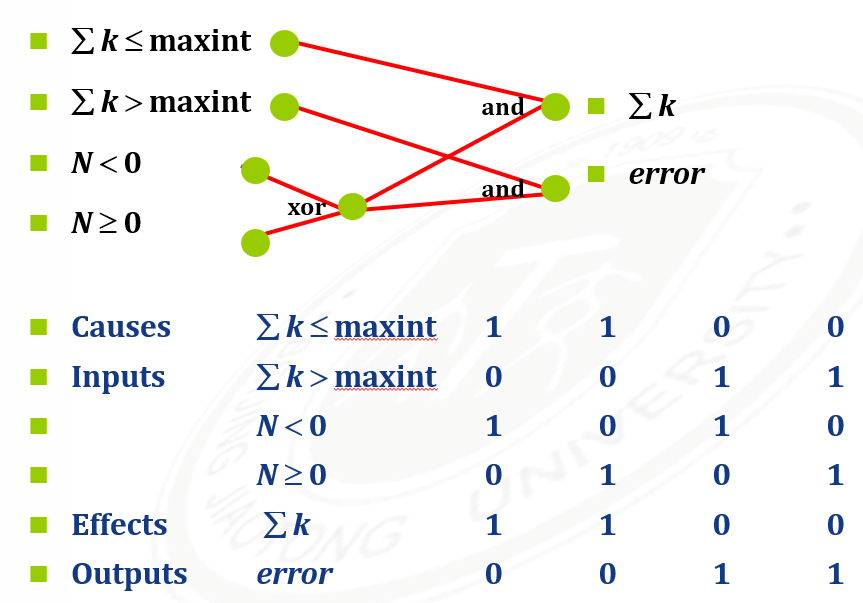 ∑ k ≤ maxint
∑ k > maxint
N < 0
N ≥ 0
and
∑ k
and
error
xor
Causes ∑ k ≤ maxint 1 1 0 0
Inputs ∑ k > maxint 0 0 1 1
N < 0 1 0 1 0
N ≥ 0 0 1 0 1
Effects ∑ k 1 1 0 0
Outputs error 0 0 1 1
UNIVERSITY